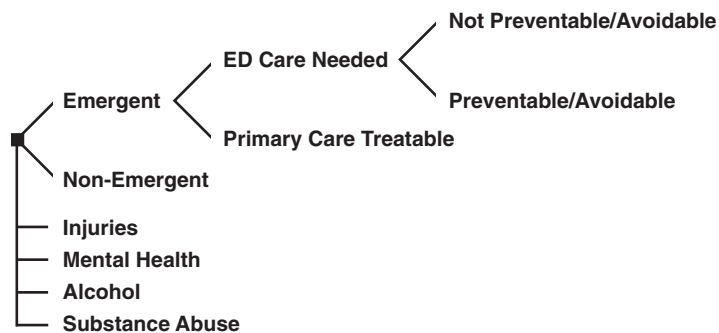 Not Preventable/Avoidable
ED Care Needed
Emergent
Preventable/Avoidable
Primary Care Treatable
Non-Emergent
Injuries
Mental Health
Alcohol
Substance Abuse